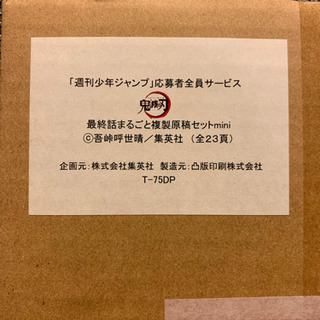 「週刊少年ジャンプ」応募者全員サービス
鬼滅の刃
最終話まるごと複製原稿セットmini
©吾峠呼世晴／集英社　（全23頁）
企画元：株式会社集英社　製造元：凸版印刷株式会社
T-75DP